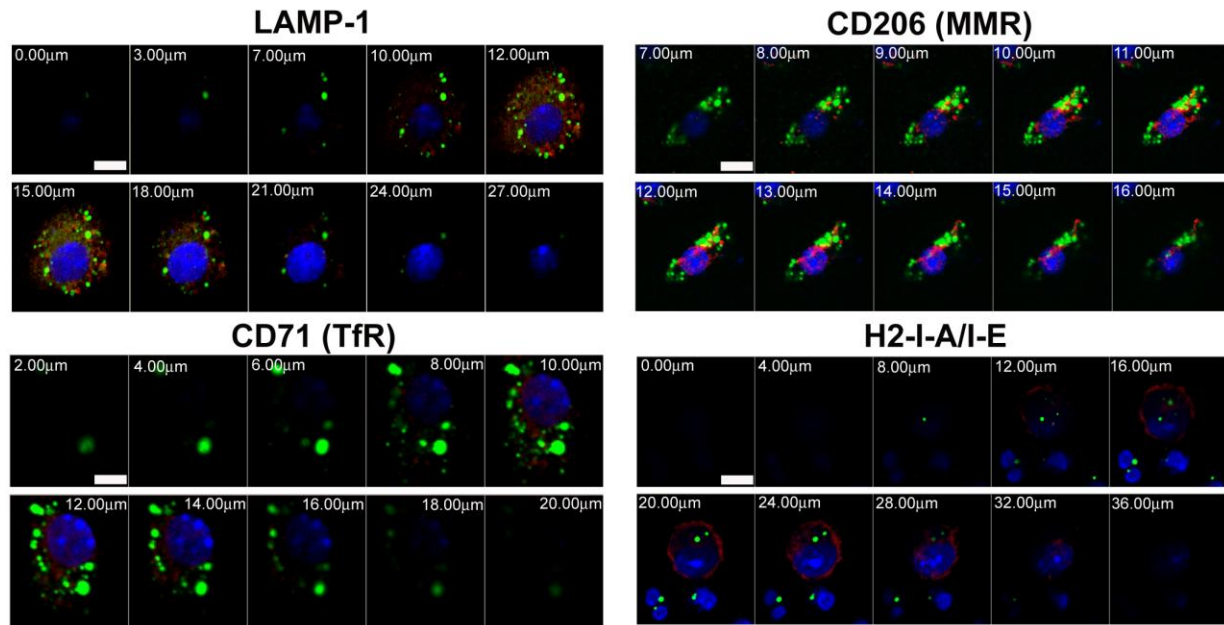 LAMP-1
0.00µm 3.00µm 7.00µm 10.00µm 12.00µm
15.00µm 18.00µm 21.00µm 24.00µm 27.00µm
CD206 (MMR)
7.00µm 8.00µm 9.00µm 10.00µm 11.00µm
12.00µm 13.00µm 14.00µm 15.00µm 16.00µm
CD71 (TfR)
2.00µm 4.00µm 6.00µm 8.00µm 10.00µm
12.00µm 14.00µm 16.00µm 18.00µm 20.00µm
H2-I-A/I-E
0.00µm 4.00µm 8.00µm 12.00µm 16.00µm
20.00µm 24.00µm 28.00µm 32.00µm 36.00µm